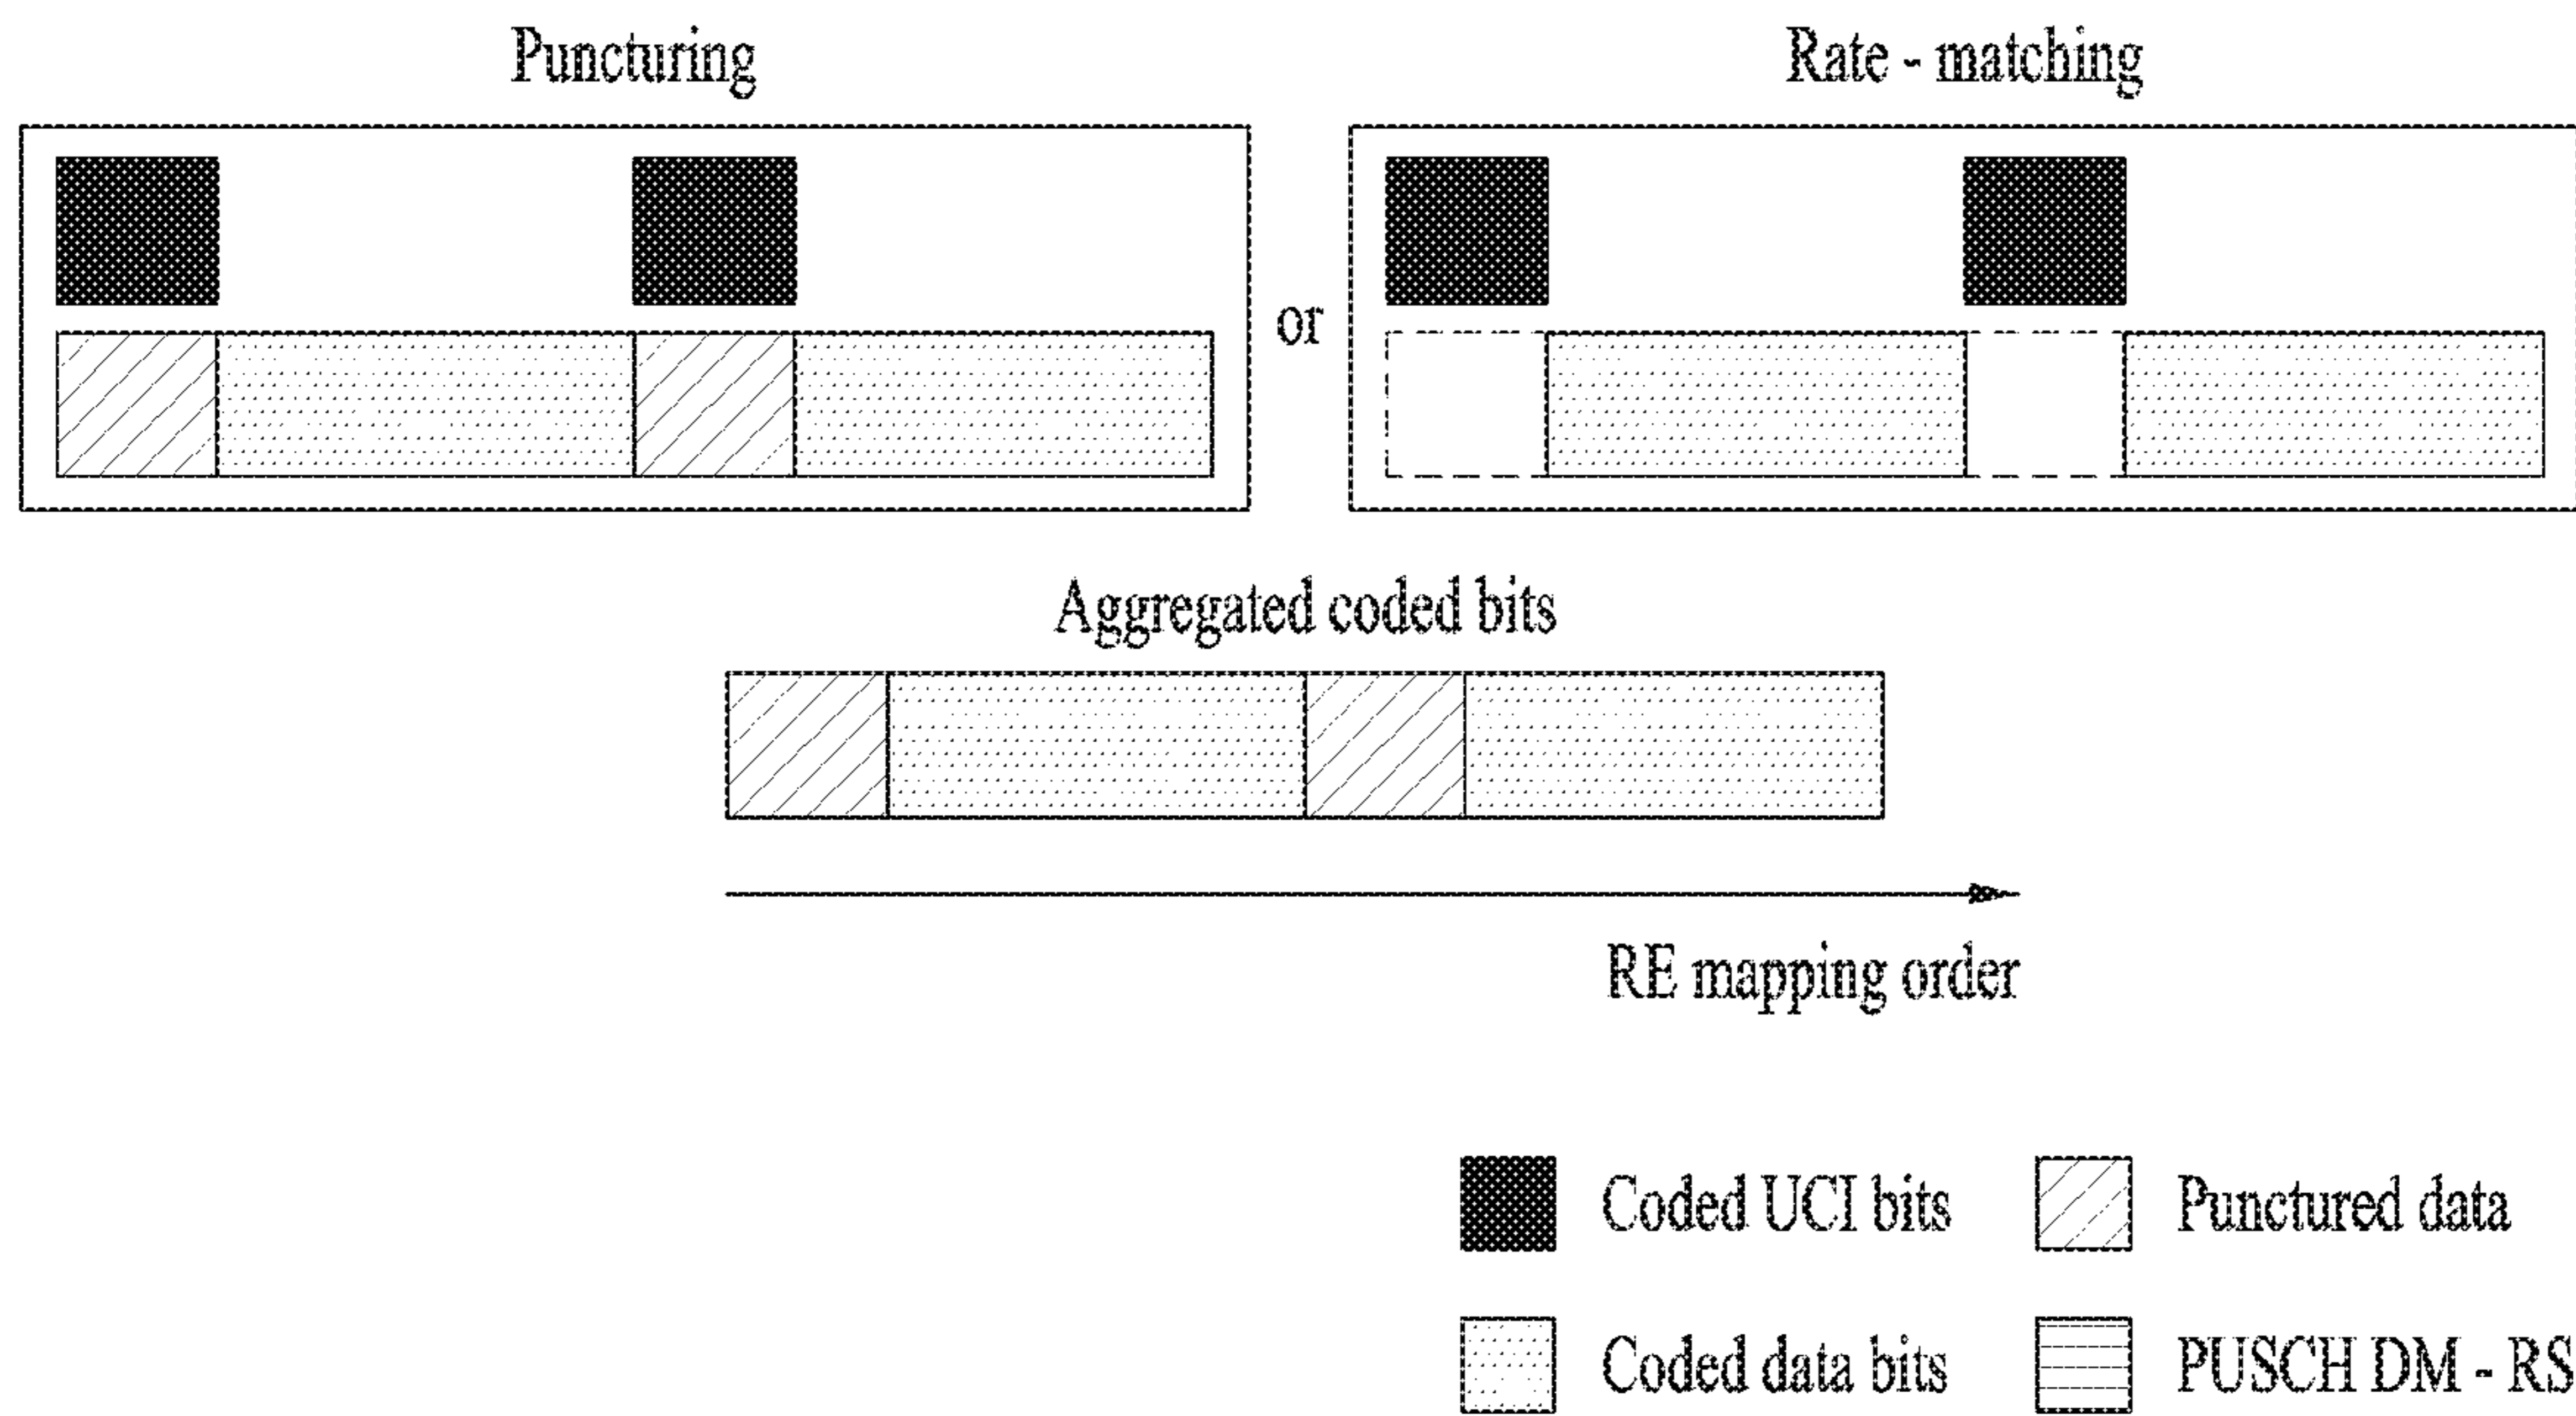 Puncturing
Rate - matching
or
Aggregated coded bits
RE mapping order
Coded UCI bits
Punctured data
Coded data bits
PUSCH DM - RS